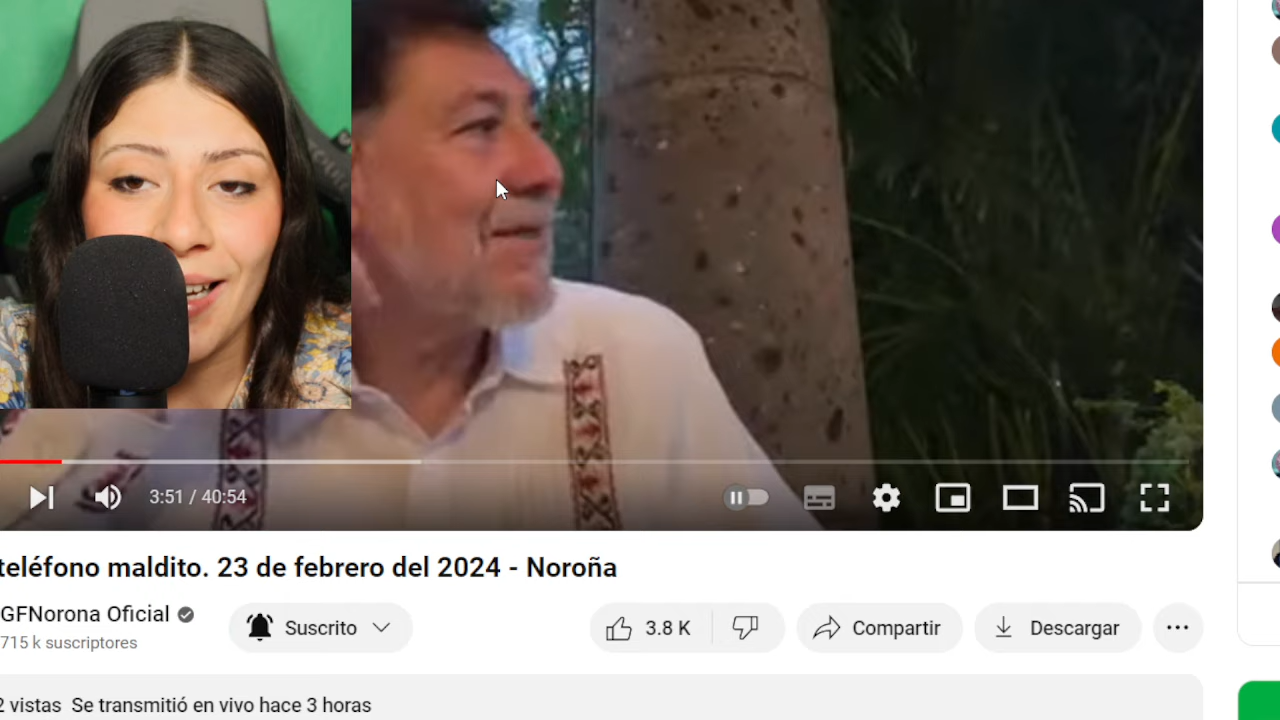 3:51 / 40:54
teléfono maldito. 23 de febrero del 2024 - Noroña
GFNorona Oficial
Suscrito
3.8 K
Compartir
Descargar
715 k suscriptores
2 vistas Se transmitió en vivo hace 3 horas